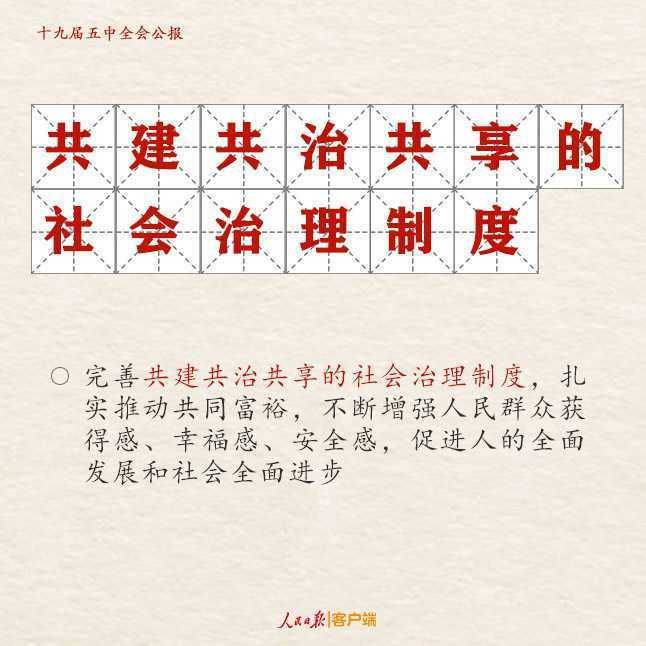 十九届五中全会公报
共建共治共享的
社会治理制度
○ 完善共建共治共享的社会治理制度，扎
实推动共同富裕，不断增强人民群众获
得感、幸福感、安全感，促进人的全面
发展和社会全面进步
人民日报|客户端